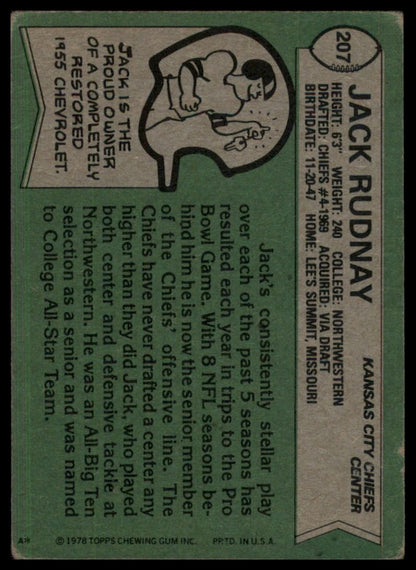 207
JACK RUDNAY
KANSAS CITY CHIEFS
CENTER
HEIGHT: 6'3" WEIGHT: 240 COLLEGE: NORTHWESTERN
DRAFTED: CHIEFS #4-1969 ACQUIRED: VIA DRAFT
BIRTHDATE: 11-20-47 HOME: LEE'S SUMMIT, MISSOURI
JACK IS THE
PROUD OWNER
OF A COMPLETELY
RESTORED
1955 CHEVROLET.
Jack's consistently stellar play
over each of the past 5 seasons has
resulted each year in trips to the Pro
Bowl Game. With 8 NFL seasons be-
hind him he is now the senior member
of the Chiefs' offensive line. The
Chiefs have never drafted a center any
higher than they did Jack, who played
both center and defensive tackle at
Northwestern. He was an All-Big Ten
selection as a senior and was named
to College All-Star Team.
© 1978 TOPPS CHEWING GUM INC. PRTD. IN U.S.A.